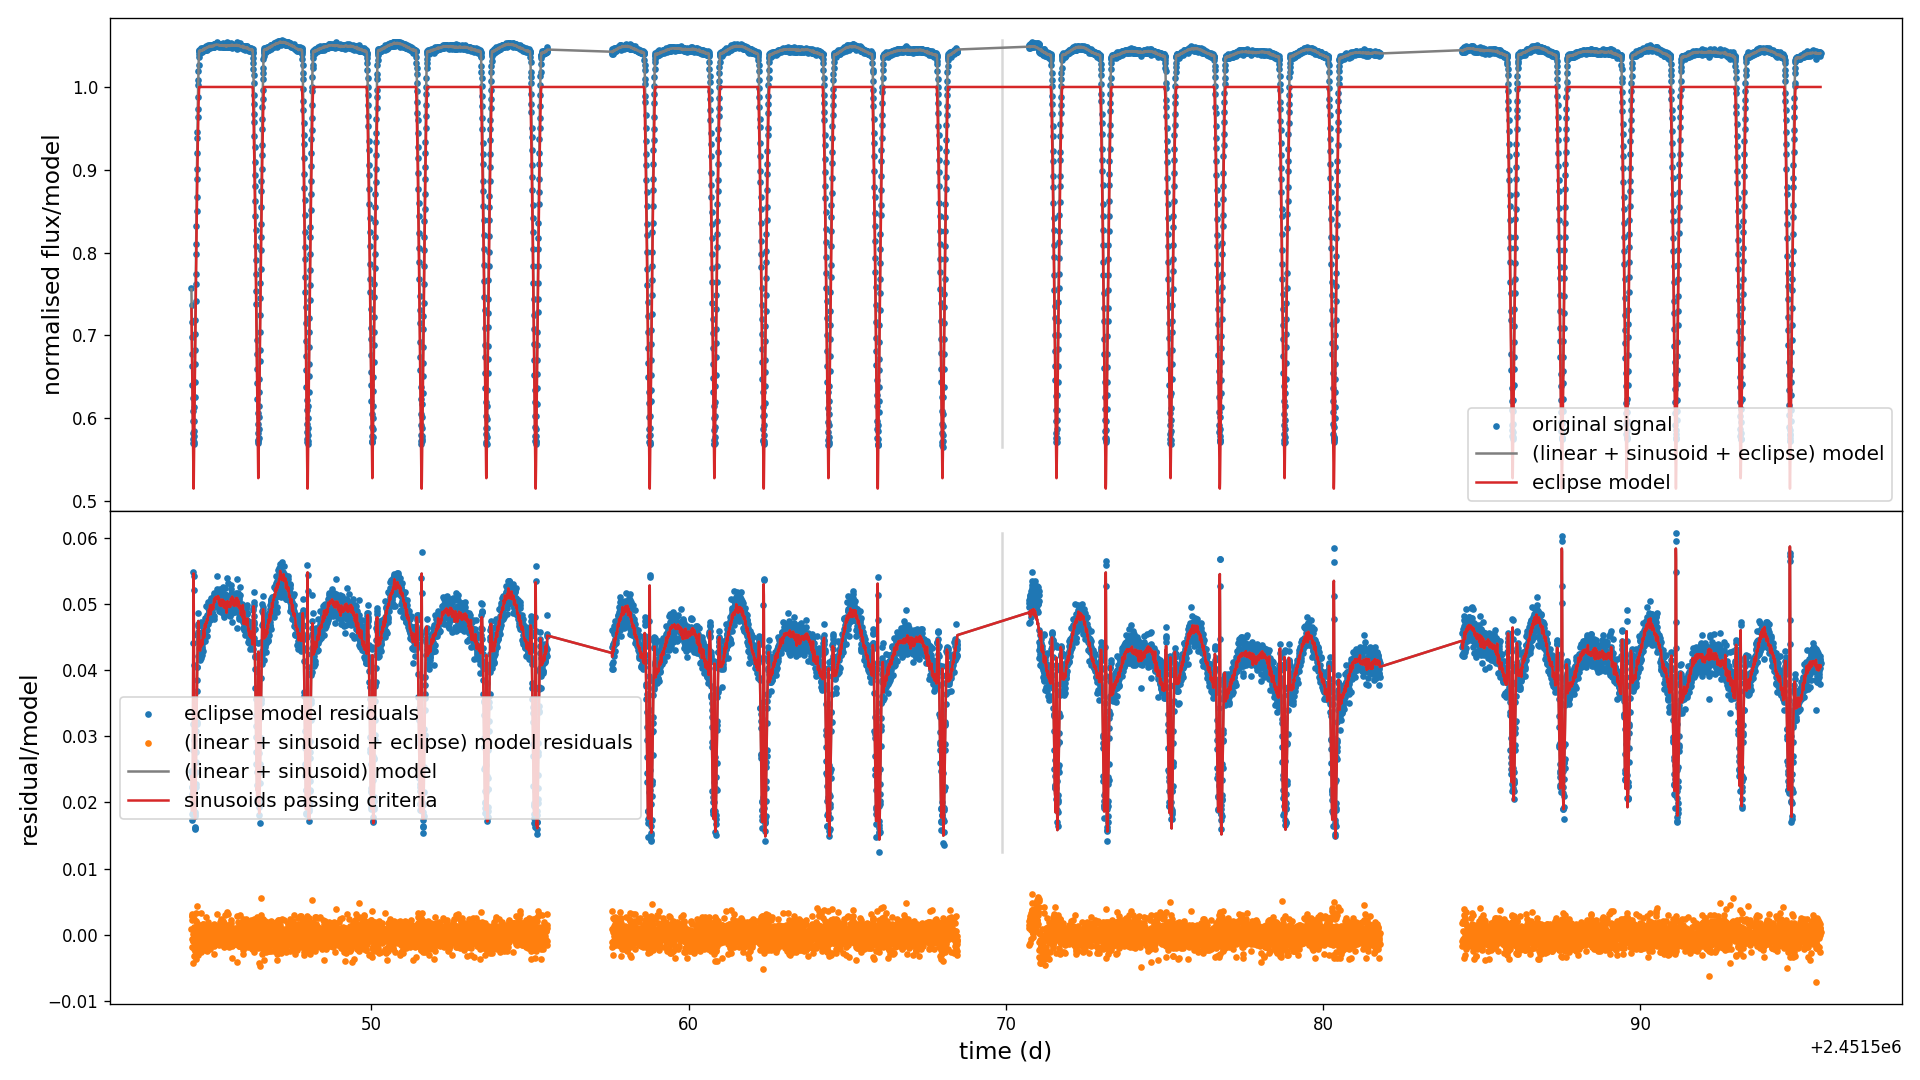 normalised flux/model
1.0
0.9
0.8
0.7
0.6
0.5
original signal
(linear + sinusoid + eclipse) model
eclipse model
residual/model
0.06
0.05
0.04
0.03
0.02
0.01
0.00
−0.01
eclipse model residuals
(linear + sinusoid + eclipse) model residuals
(linear + sinusoid) model
sinusoids passing criteria
50 60 70 80 90
time (d)
+2.4515e6